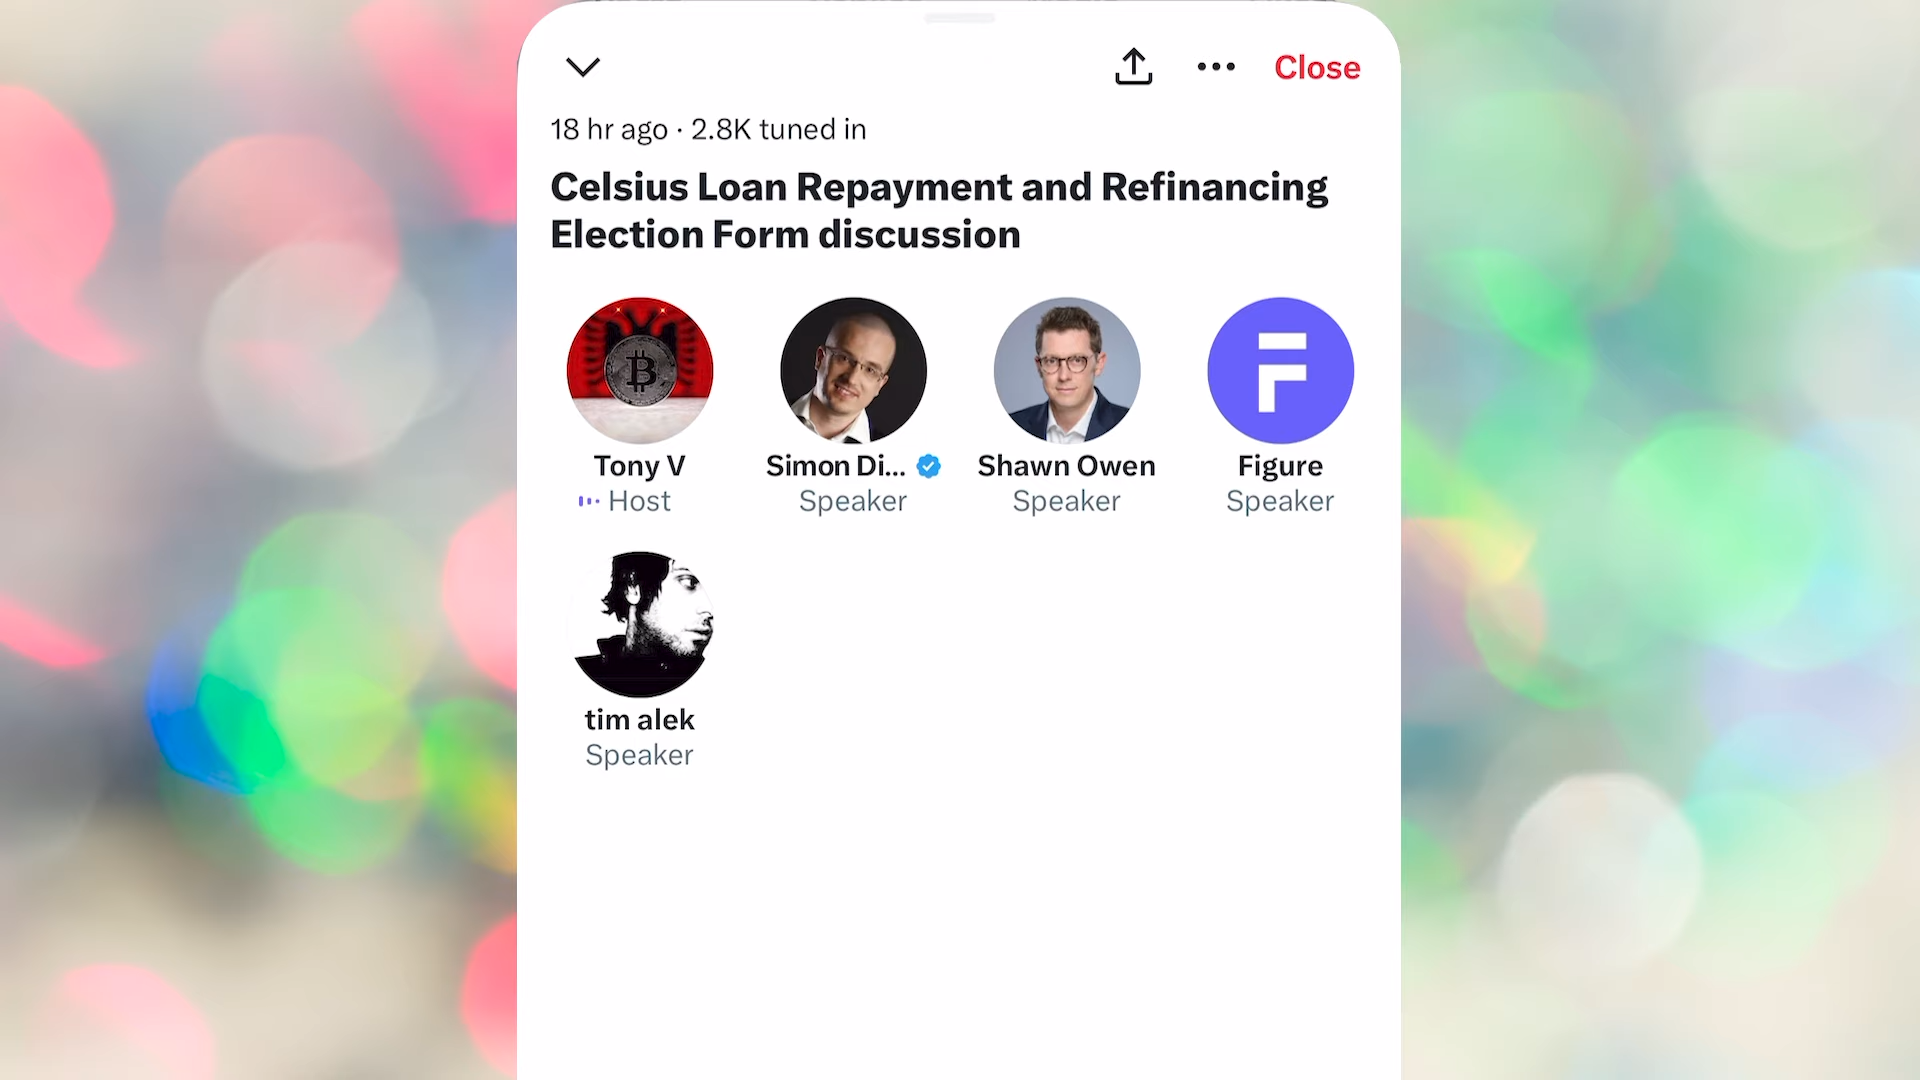 Close
18 hr ago · 2.8K tuned in
Celsius Loan Repayment and Refinancing
Election Form discussion
Tony V
Host
Simon Di...
Speaker
Shawn Owen
Speaker
Figure
Speaker
tim alek
Speaker